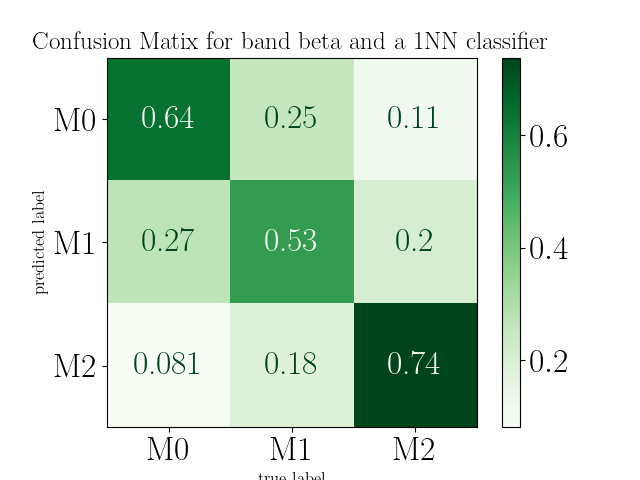 Confusion Matix for band beta and a 1NN classifier
M0 0.64 0.25 0.11
M1 0.27 0.53 0.2
M2 0.081 0.18 0.74
M0 M1 M2
predicted label
true label
0.6
0.4
0.2